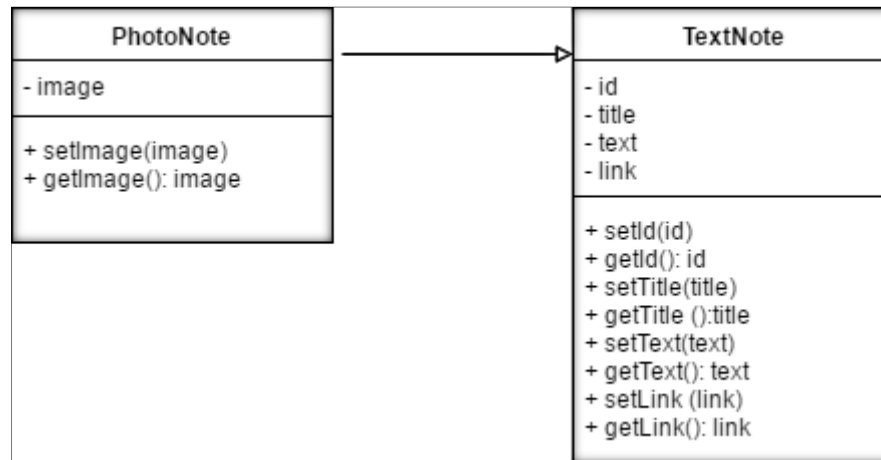 PhotoNote
- image
+ setImage(image)
+ getImage(): image
TextNote
- id
- title
- text
- link
+ setId(id)
+ getId(): id
+ setTitle(title)
+ getTitle ():title
+ setText(text)
+ getText(): text
+ setLink (link)
+ getLink(): link